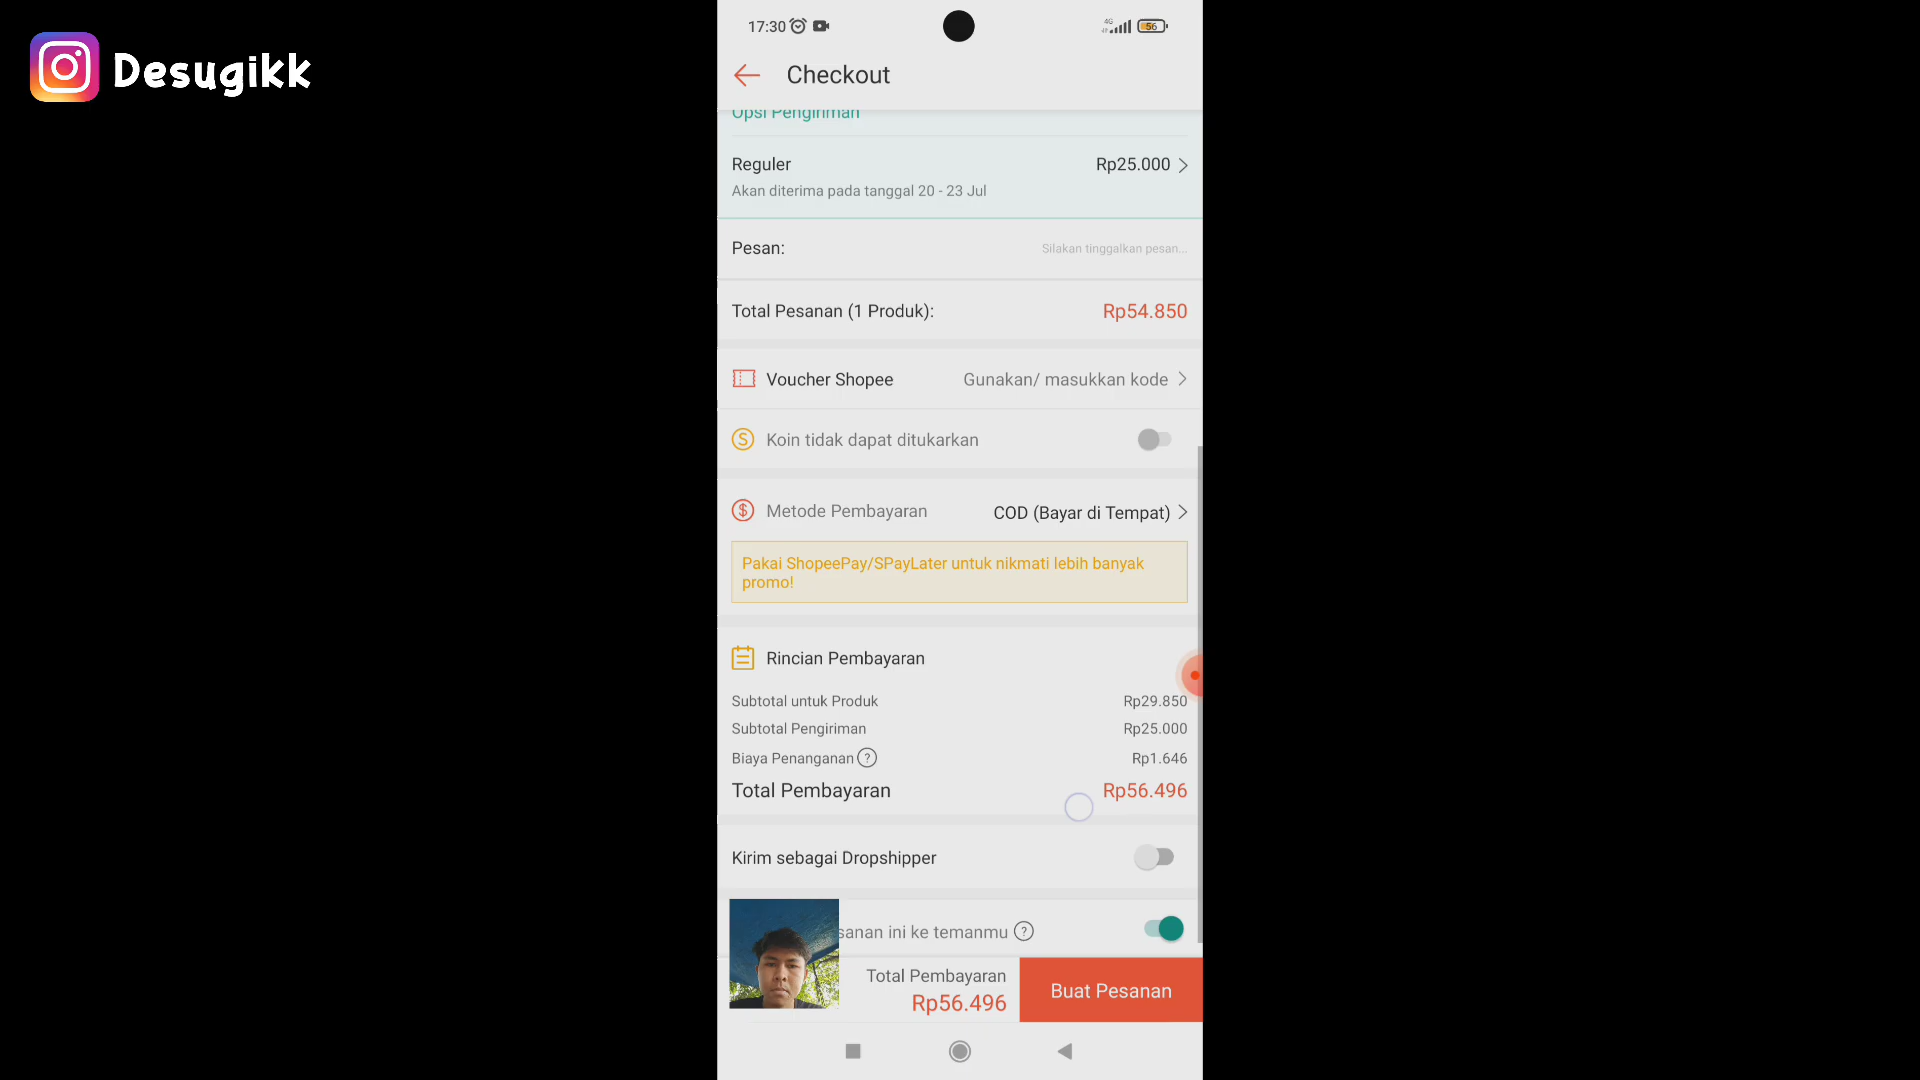 Desugikk
17:30
4G
56
Checkout
Opsi Pengiriman
Reguler
Rp25.000
Akan diterima pada tanggal 20 - 23 Jul
Pesan:
Silakan tinggalkan pesan...
Total Pesanan (1 Produk):
Rp54.850
Voucher Shopee
Gunakan/ masukkan kode
S
Koin tidak dapat ditukarkan
$
Metode Pembayaran
COD (Bayar di Tempat)
Pakai ShopeePay/SPayLater untuk nikmati lebih banyak
promo!
Rincian Pembayaran
Subtotal untuk Produk
Rp29.850
Subtotal Pengiriman
Rp25.000
Biaya Penanganan ?
Rp1.646
Total Pembayaran
Rp56.496
Kirim sebagai Dropshipper
sanan ini ke temanmu ?
Total Pembayaran
Rp56.496
Buat Pesanan